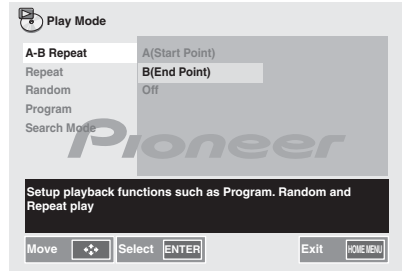 Play Mode
A-B Repeat A(Start Point)
Repeat B(End Point)
Random Off
Program
Search Mode
Pioneer
Setup playback functions such as Program. Random and
Repeat play
Move Select ENTER Exit HOME MENU